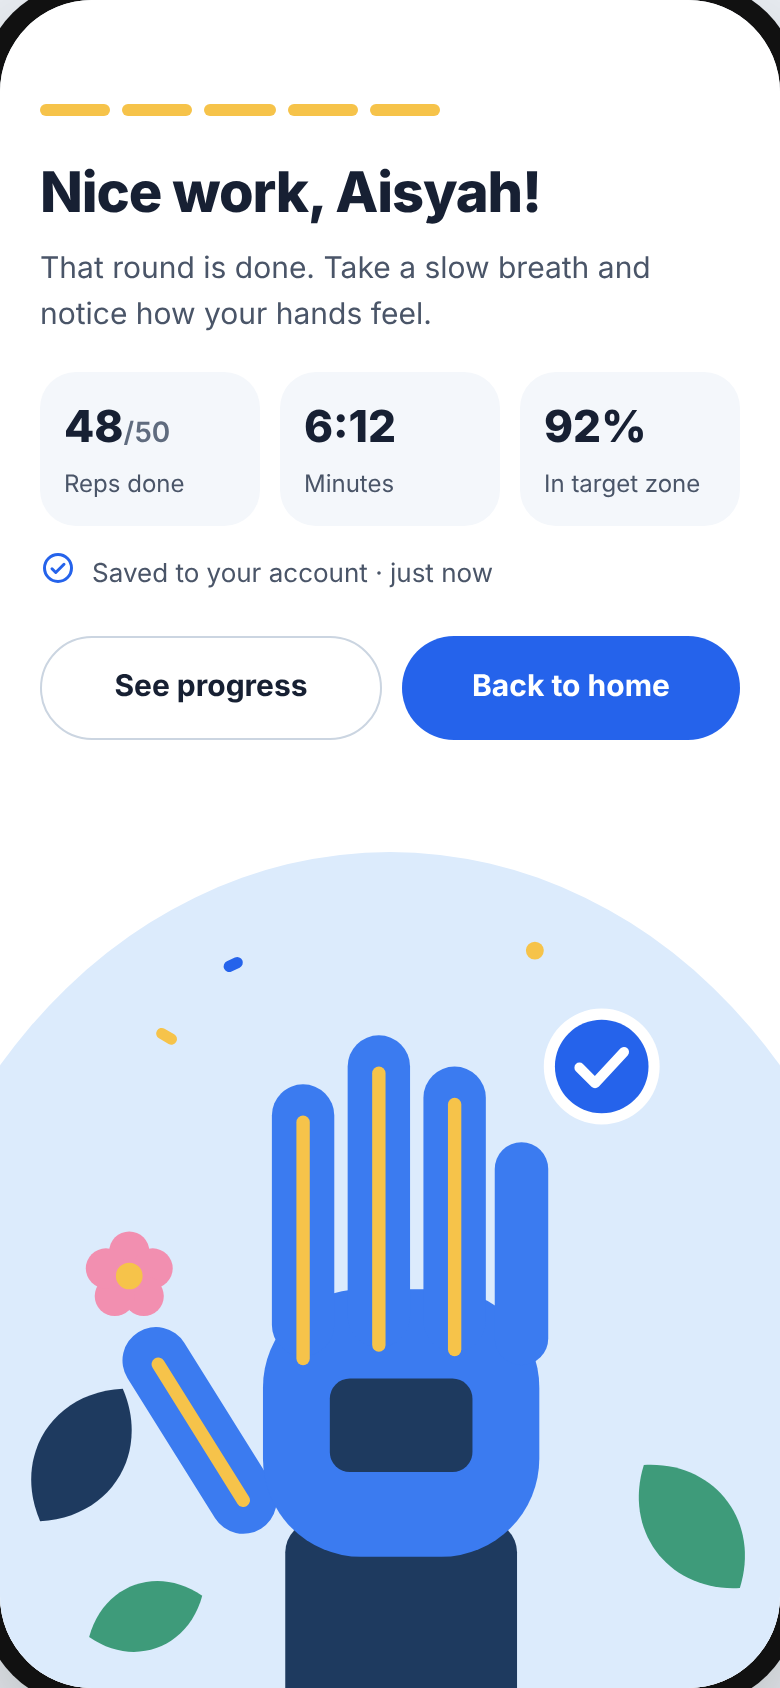 Nice work, Aisyah!
That round is done. Take a slow breath and
notice how your hands feel.
48/50
Reps done
6:12
Minutes
92%
In target zone
Saved to your account · just now
See progress
Back to home